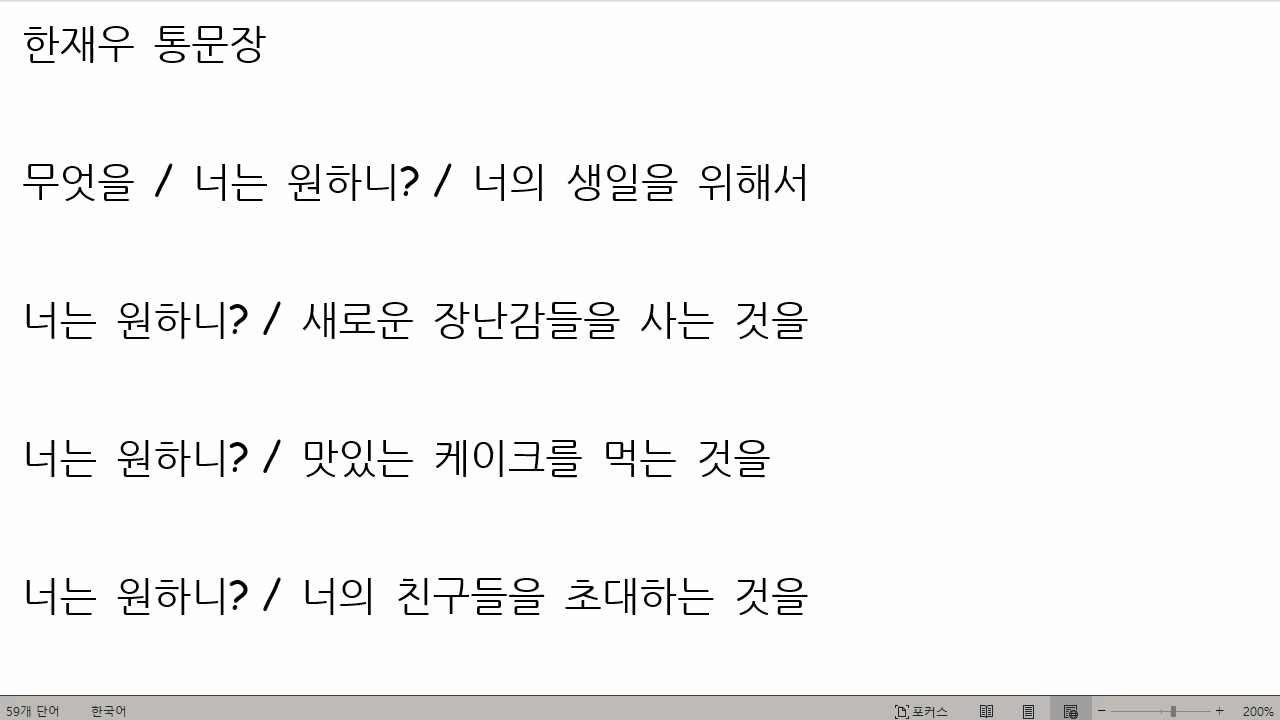 한재우 통문장
무엇을 / 너는 원하니? / 너의 생일을 위해서
너는 원하니? / 새로운 장난감들을 사는 것을
너는 원하니? / 맛있는 케이크를 먹는 것을
너는 원하니? / 너의 친구들을 초대하는 것을
59개 단어 한국어 포커스 − + 200%